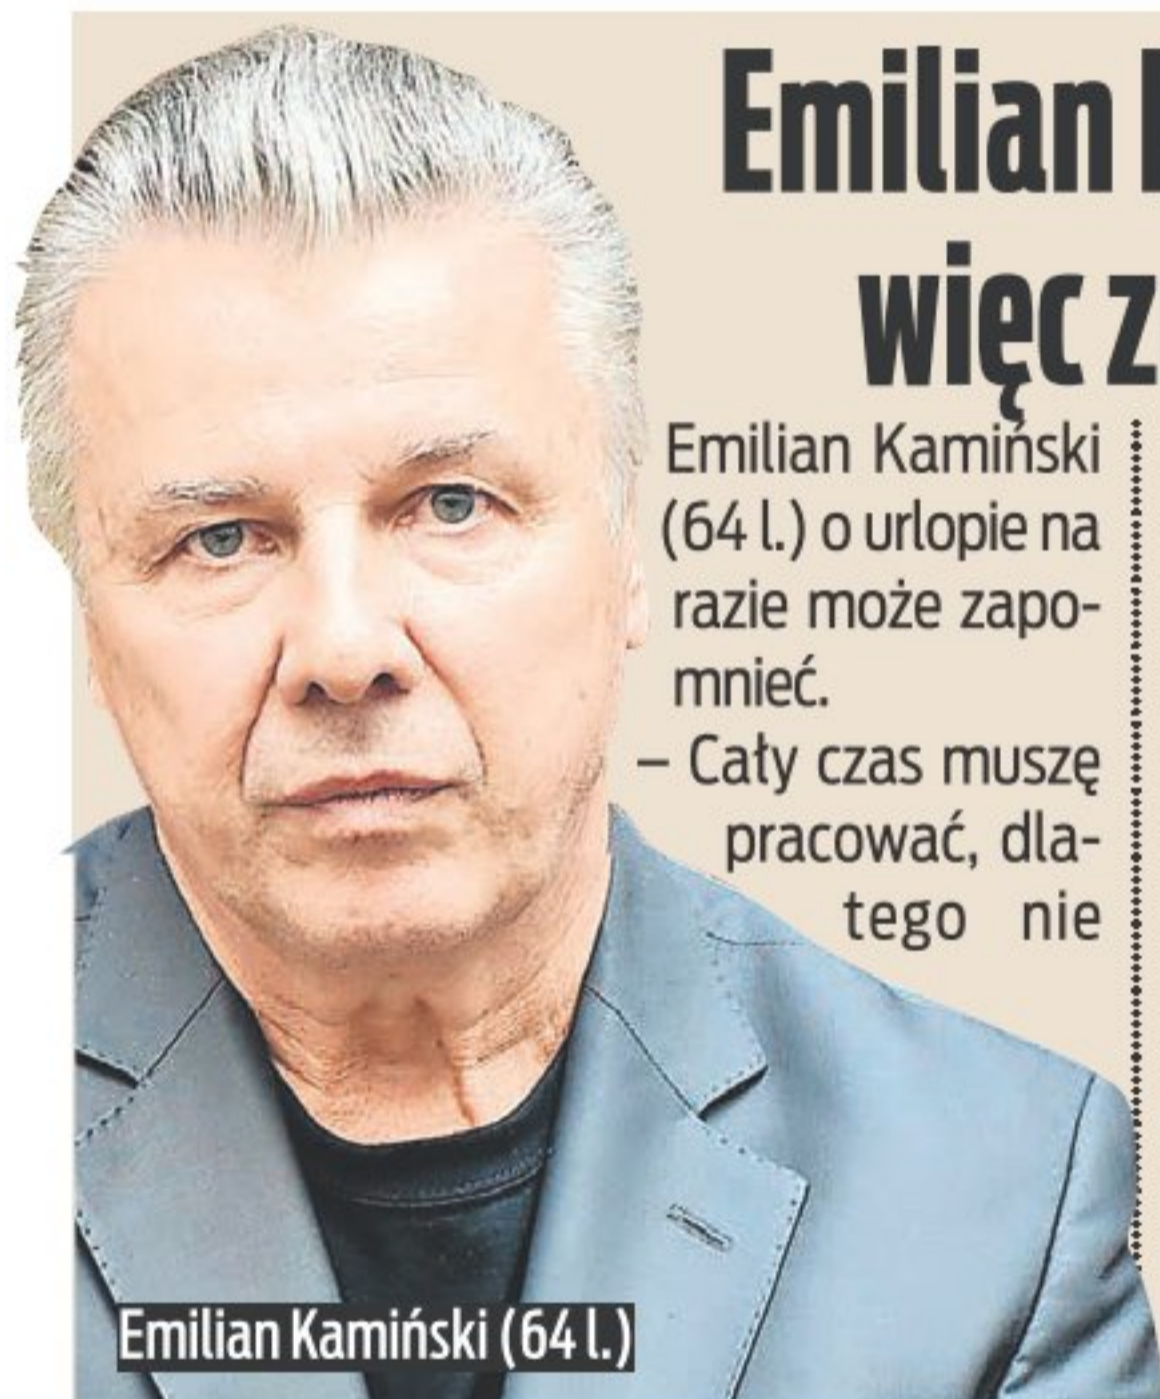 Emilian
więc z
Emilian Kamiński
(64 l.) o urlopie na
razie może zapo-
mnieć.
– Cały czas muszę
pracować, dla-
tego nie
Emilian Kamiński (64 l.)